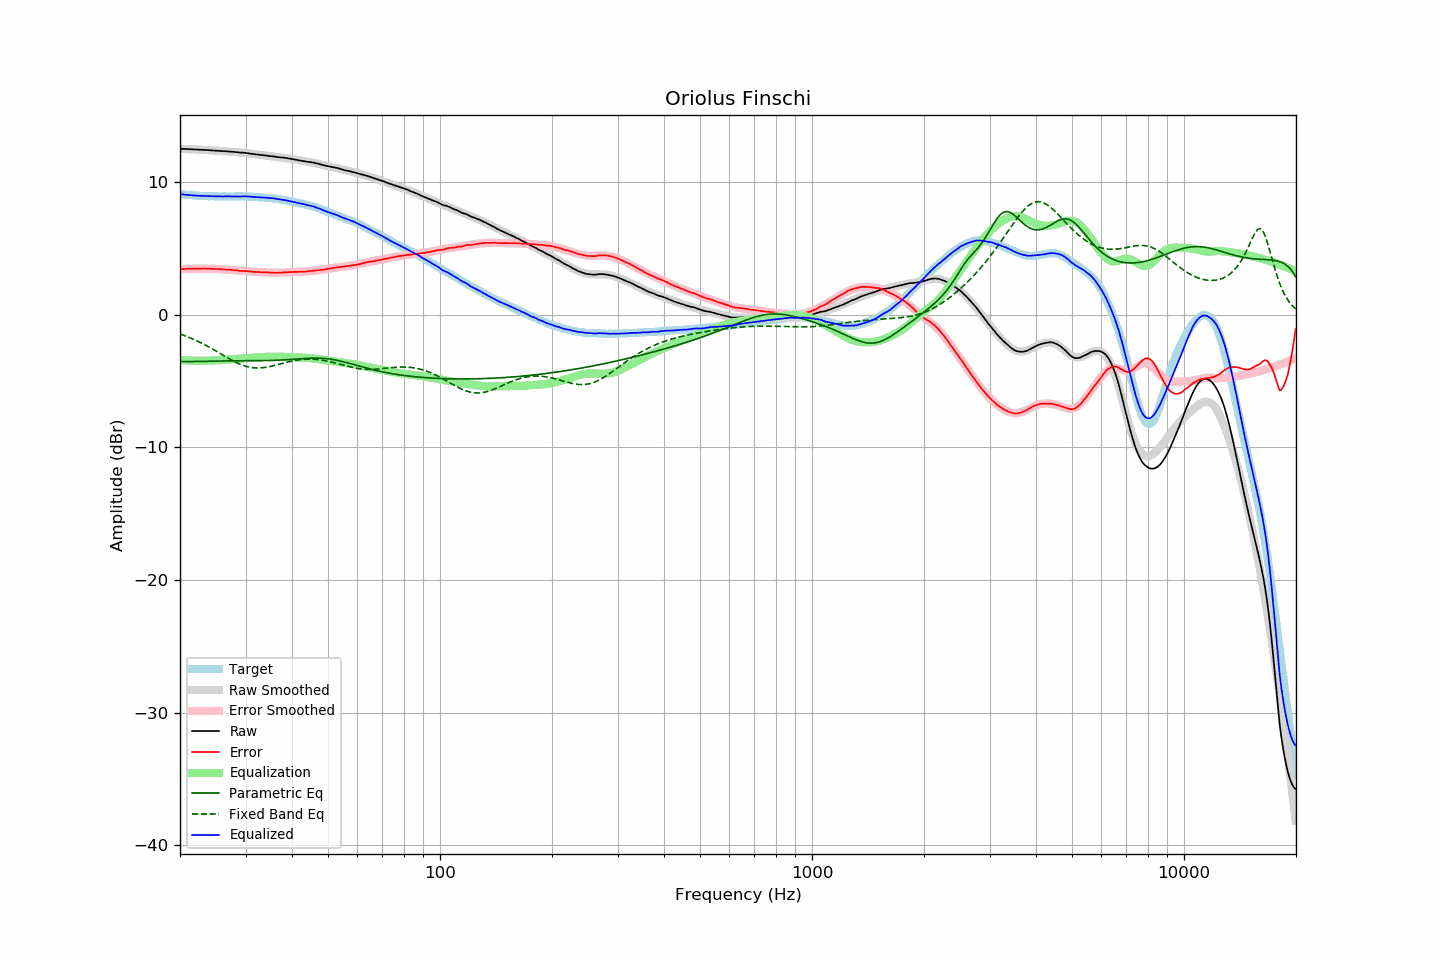 Oriolus Finschi
Amplitude (dBr)
10
0
−10
−20
−30
−40
Target
Raw Smoothed
Error Smoothed
Raw
Error
Equalization
Parametric Eq
Fixed Band Eq
Equalized
100
1000
10000
Frequency (Hz)